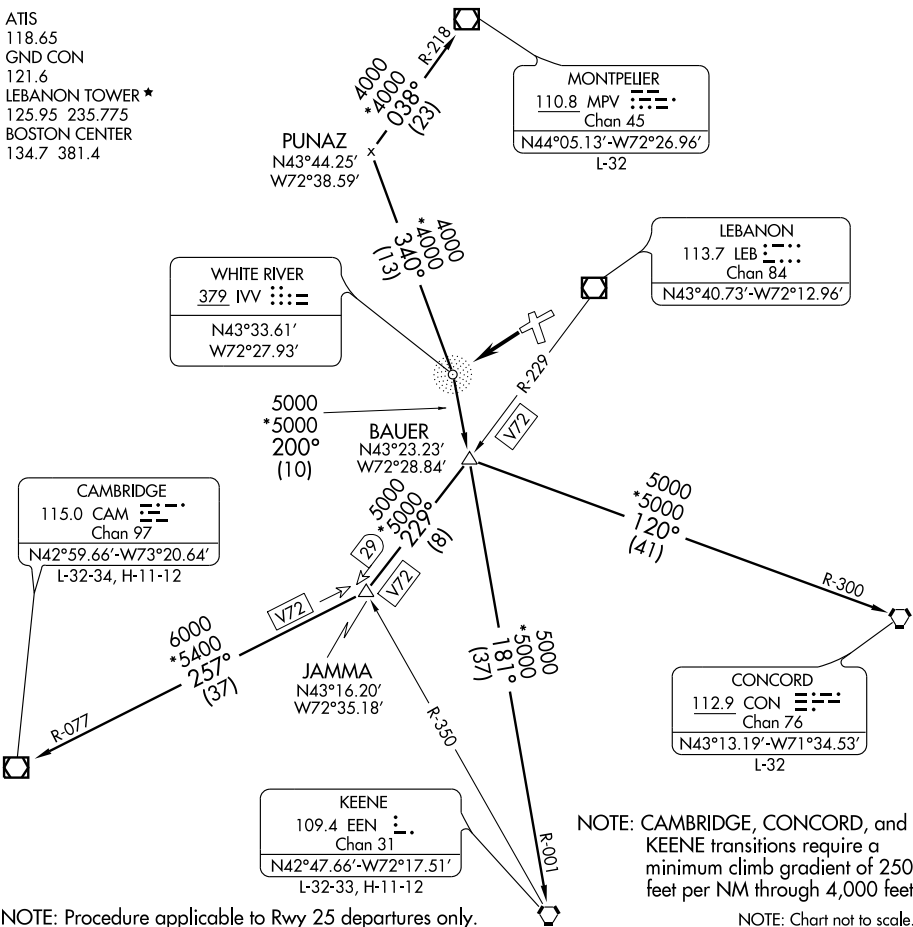 ATIS
118.65
GND CON
121.6
LEBANON TOWER ★
125.95 235.775
BOSTON CENTER
134.7 381.4
R-218
4000
*4000
038°
(23)
MONTPELIER
110.8 MPV
Chan 45
N44°05.13'-W72°26.96'
L-32
PUNAZ
N43°44.25'
W72°38.59'
x
4000
*4000
340°
(13)
LEBANON
113.7 LEB
Chan 84
N43°40.73'-W72°12.96'
WHITE RIVER
379 IVV
N43°33.61'
W72°27.93'
R-229
V72
5000
*5000
200°
(10)
BAUER
N43°23.23'
W72°28.84'
5000
*5000
229°
(8)
29
V72
V72
5000
*5000
120°
(41)
R-300
CAMBRIDGE
115.0 CAM
Chan 97
N42°59.66'-W73°20.64'
L-32-34, H-11-12
6000
*5400
257°
(37)
R-077
JAMMA
N43°16.20'
W72°35.18'
5000
*5000
181°
(37)
R-350
R-001
CONCORD
112.9 CON
Chan 76
N43°13.19'-W71°34.53'
L-32
KEENE
109.4 EEN
Chan 31
N42°47.66'-W72°17.51'
L-32-33, H-11-12
NOTE: CAMBRIDGE, CONCORD, and
KEENE transitions require a
minimum climb gradient of 250
feet per NM through 4,000 feet
NOTE: Procedure applicable to Rwy 25 departures only.
NOTE: Chart not to scale.